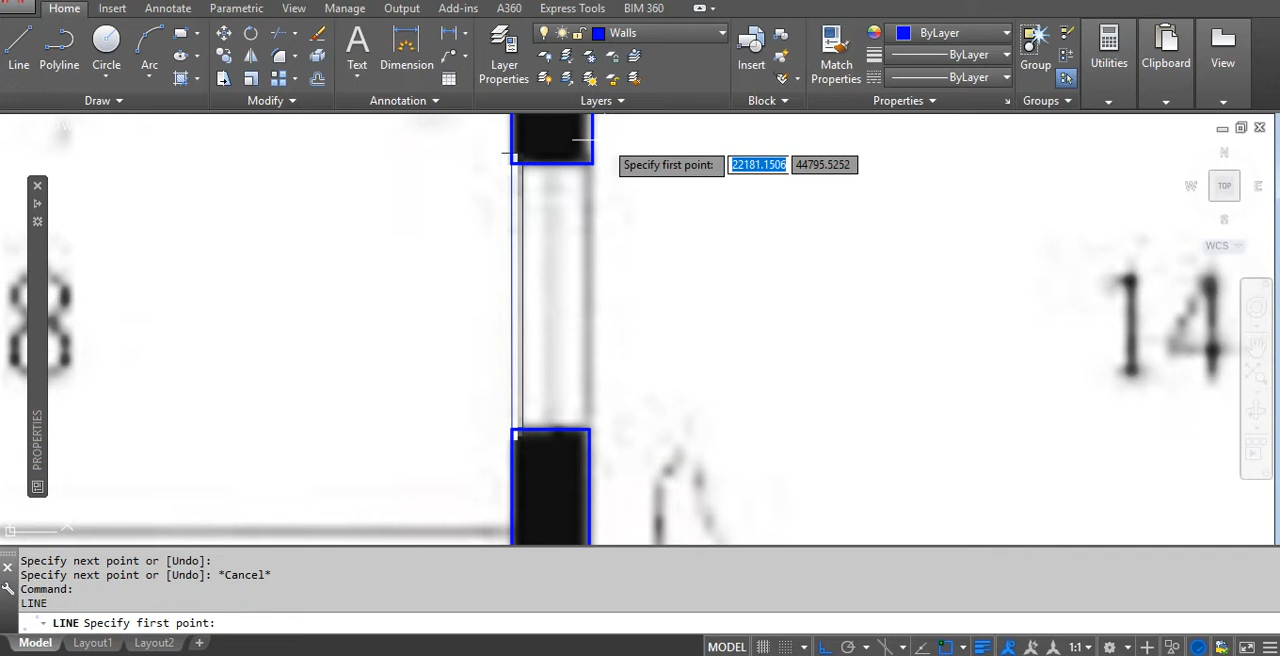 Home Insert Annotate Parametric View Manage Output Add-ins A360 Express Tools BIM 360
Walls
ByLayer
ByLayer
ByLayer
Line Polyline Circle Arc Text Dimension Layer Properties Insert Match Properties Group Utilities Clipboard View
Draw Modify Annotation Layers Block Properties Groups
N
W TOP E
S
WCS
Specify first point: 22181.1506 44795.5252
8
14
PROPERTIES
Specify next point or [Undo]:
Specify next point or [Undo]: *Cancel*
Command:
LINE
LINE Specify first point:
Model Layout1 Layout2 +
MODEL 1:1